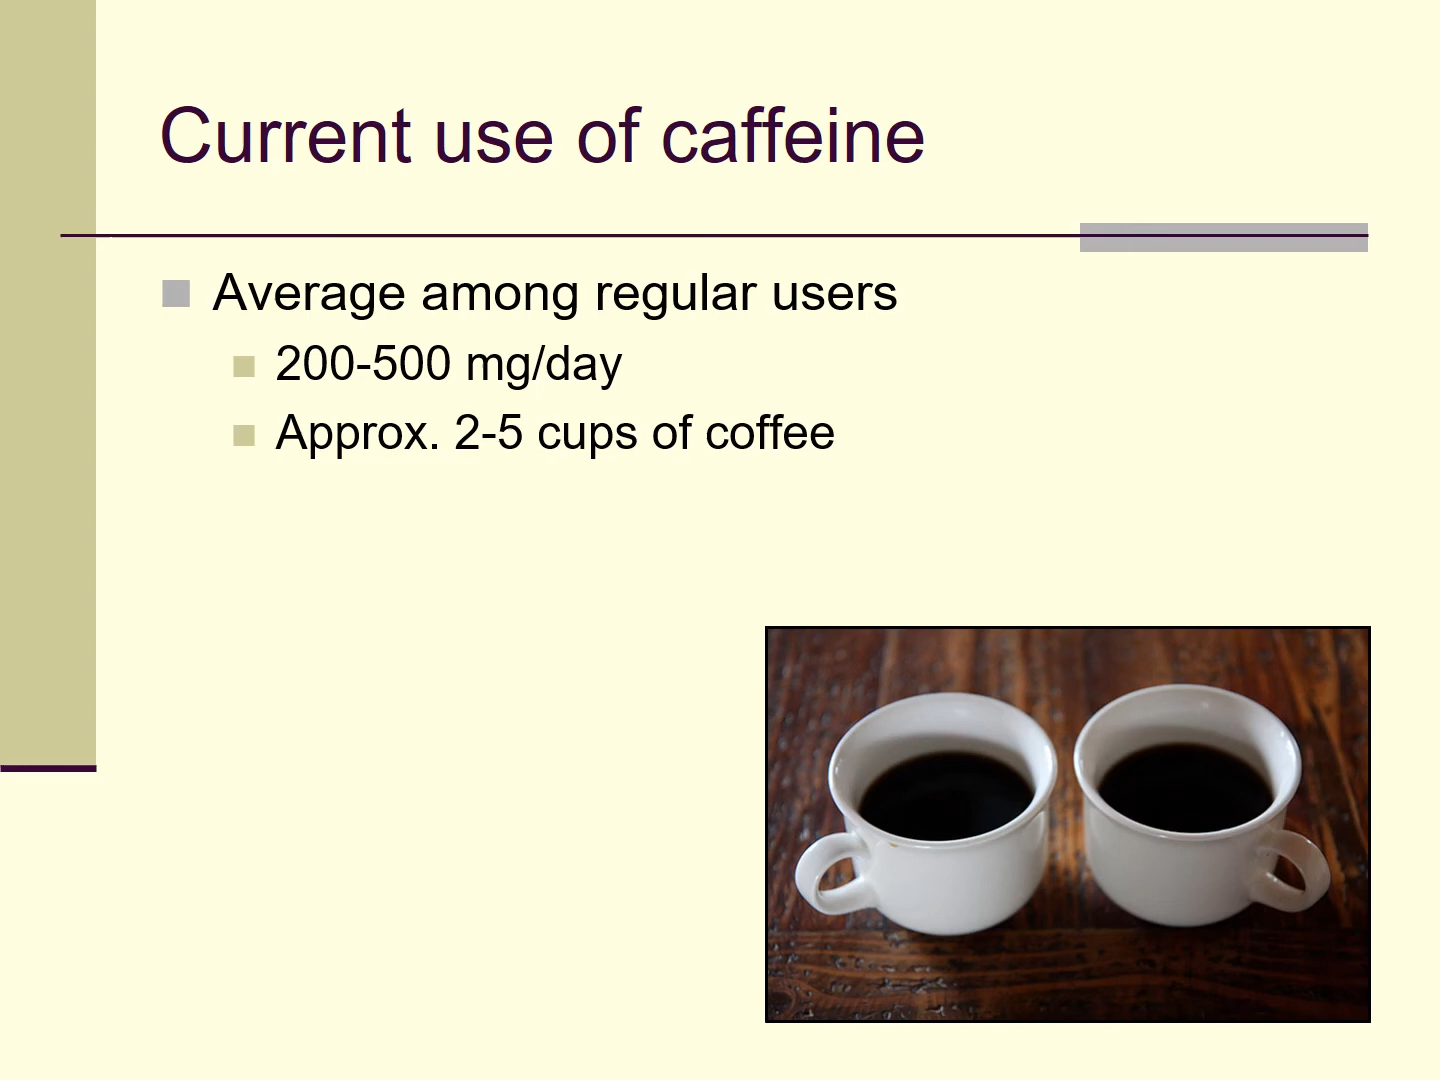 Current use of caffeine
Average among regular users
200-500 mg/day
Approx. 2-5 cups of coffee